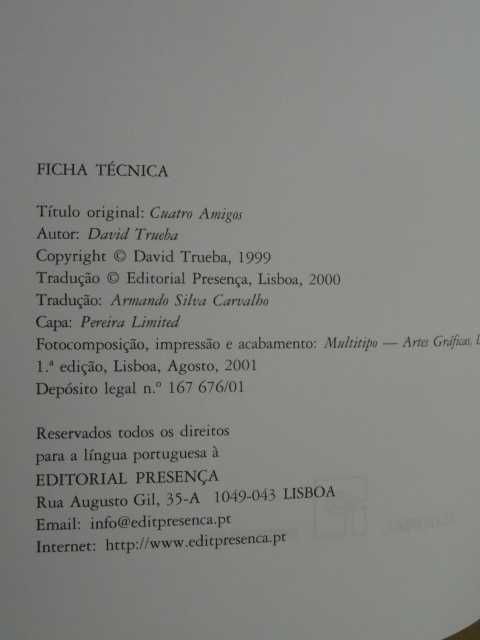 FICHA TÉCNICA
Título original: Cuatro Amigos
Autor: David Trueba
Copyright © David Trueba, 1999
Tradução © Editorial Presença, Lisboa, 2000
Tradução: Armando Silva Carvalho
Capa: Pereira Limited
Fotocomposição, impressão e acabamento: Multitipo — Artes Gráficas,
1.ª edição, Lisboa, Agosto, 2001
Depósito legal n.º 167 676/01
Reservados todos os direitos
para a língua portuguesa à
EDITORIAL PRESENÇA
Rua Augusto Gil, 35-A 1049-043 LISBOA
Email: info@editpresenca.pt
Internet: http://www.editpresenca.pt